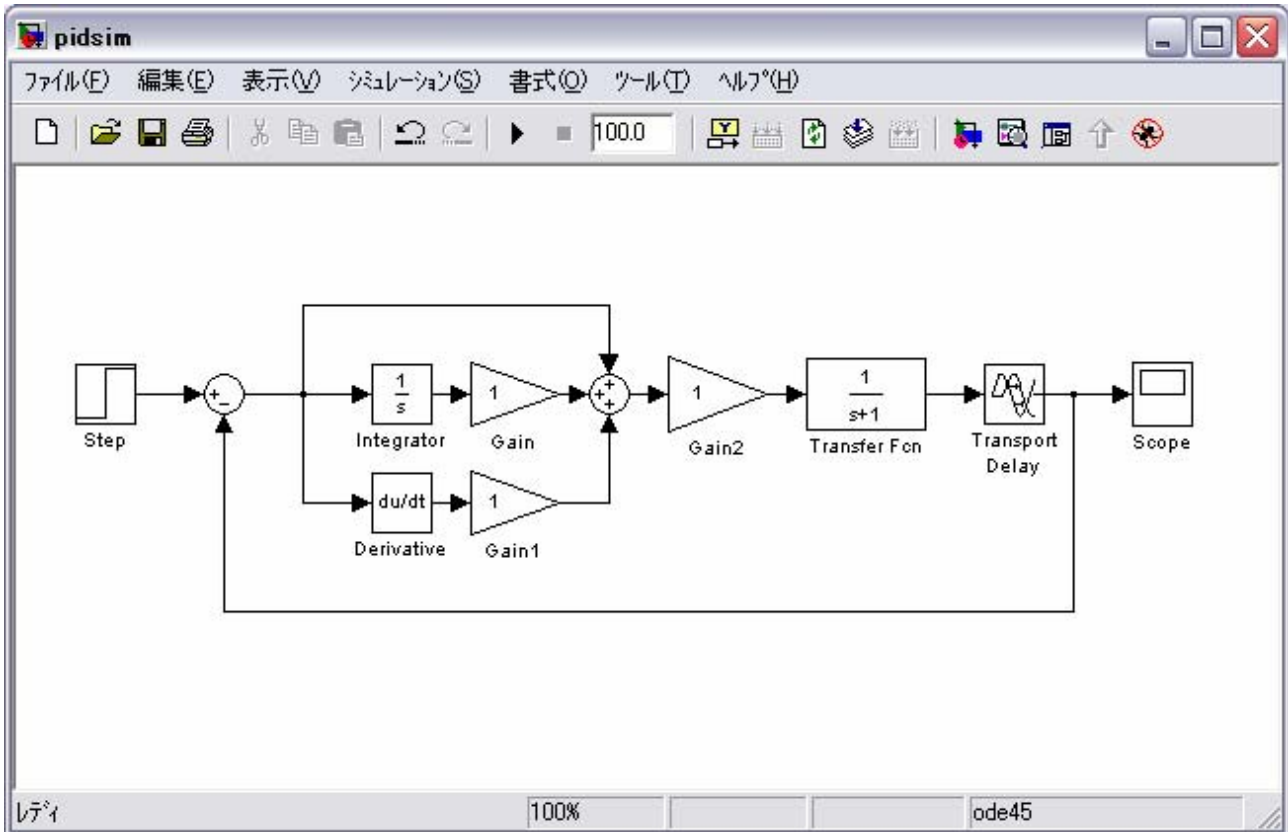 pidsim
ファイル(F) 編集(E) 表示(V) シミュレーション(S) 書式(O) ツール(T) ヘルプ(H)
100.0
Step
+
−
1
s
Integrator
1
Gain
du/dt
Derivative
1
Gain1
+
+
+
1
Gain2
1
s+1
Transfer Fcn
Transport
Delay
Scope
レディ 100% ode45